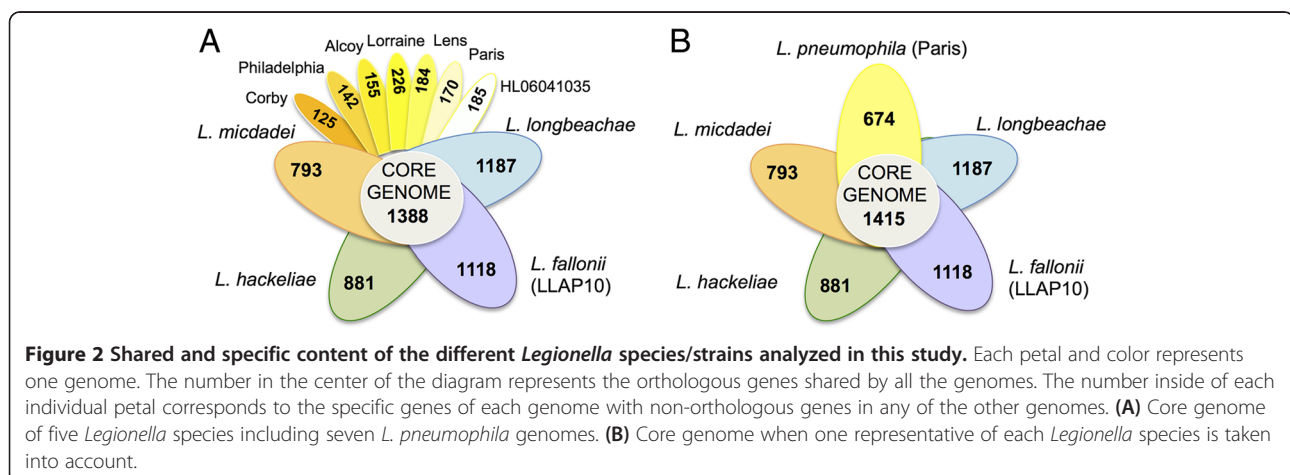 A
Corby
Philadelphia
Alcoy
Lorraine
Lens
Paris
HL06041035
125
142
155
226
184
170
185
L. micdadei
793
L. longbeachae
1187
CORE
GENOME
1388
L. hackeliae
881
1118
L. fallonii
(LLAP10)
B
L. pneumophila (Paris)
674
L. micdadei
793
L. longbeachae
1187
CORE
GENOME
1415
L. hackeliae
881
1118
L. fallonii
(LLAP10)
Figure 2 Shared and specific content of the different Legionella species/strains analyzed in this study. Each petal and color represents
one genome. The number in the center of the diagram represents the orthologous genes shared by all the genomes. The number inside of each
individual petal corresponds to the specific genes of each genome with non-orthologous genes in any of the other genomes. (A) Core genome
of five Legionella species including seven L. pneumophila genomes. (B) Core genome when one representative of each Legionella species is taken
into account.